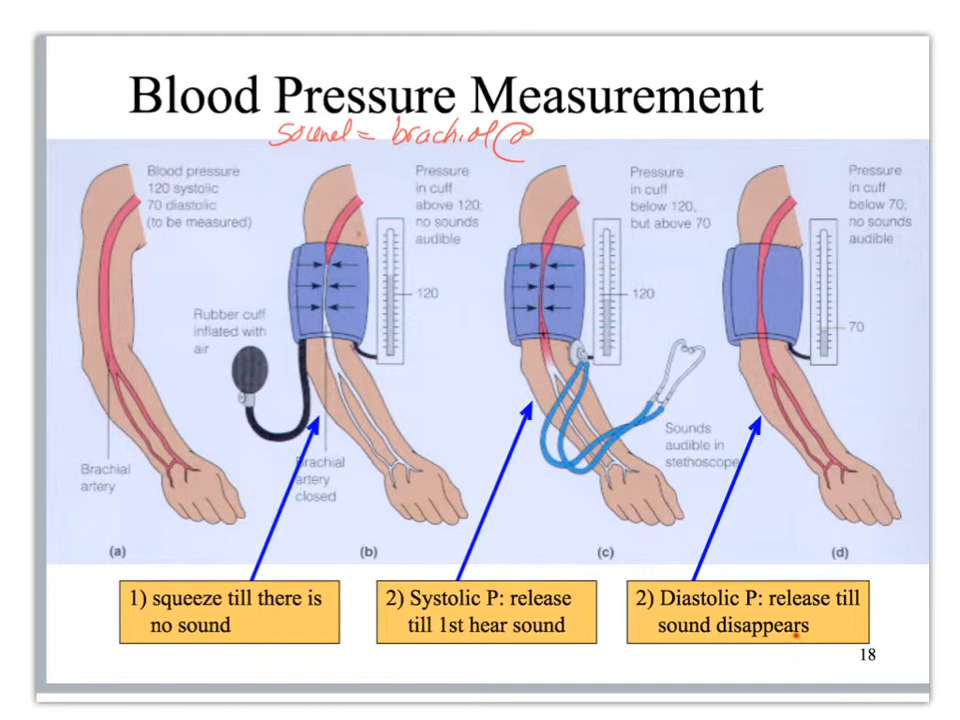 Blood Pressure Measurement
sound = brachial @
Blood pressure
120 systolic
70 diastolic
(to be measured)
Pressure
in cuff
above 120;
no sounds
audible
Pressure
in cuff
below 120,
but above 70
Pressure
in cuff
below 70;
no sounds
audible
120
120
70
Rubber cuff
inflated with
air
Brachial
artery
Brachial
artery
closed
Sounds
audible in
stethoscope
(a)
(b)
(c)
(d)
1) squeeze till there is
no sound
2) Systolic P: release
till 1st hear sound
2) Diastolic P: release till
sound disappears
18